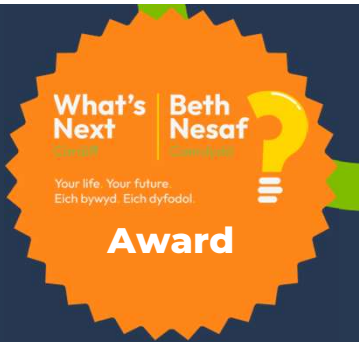 What's
Next
Beth
Nesaf
Your life. Your future.
Eich bywyd. Eich dyfodol.
Award